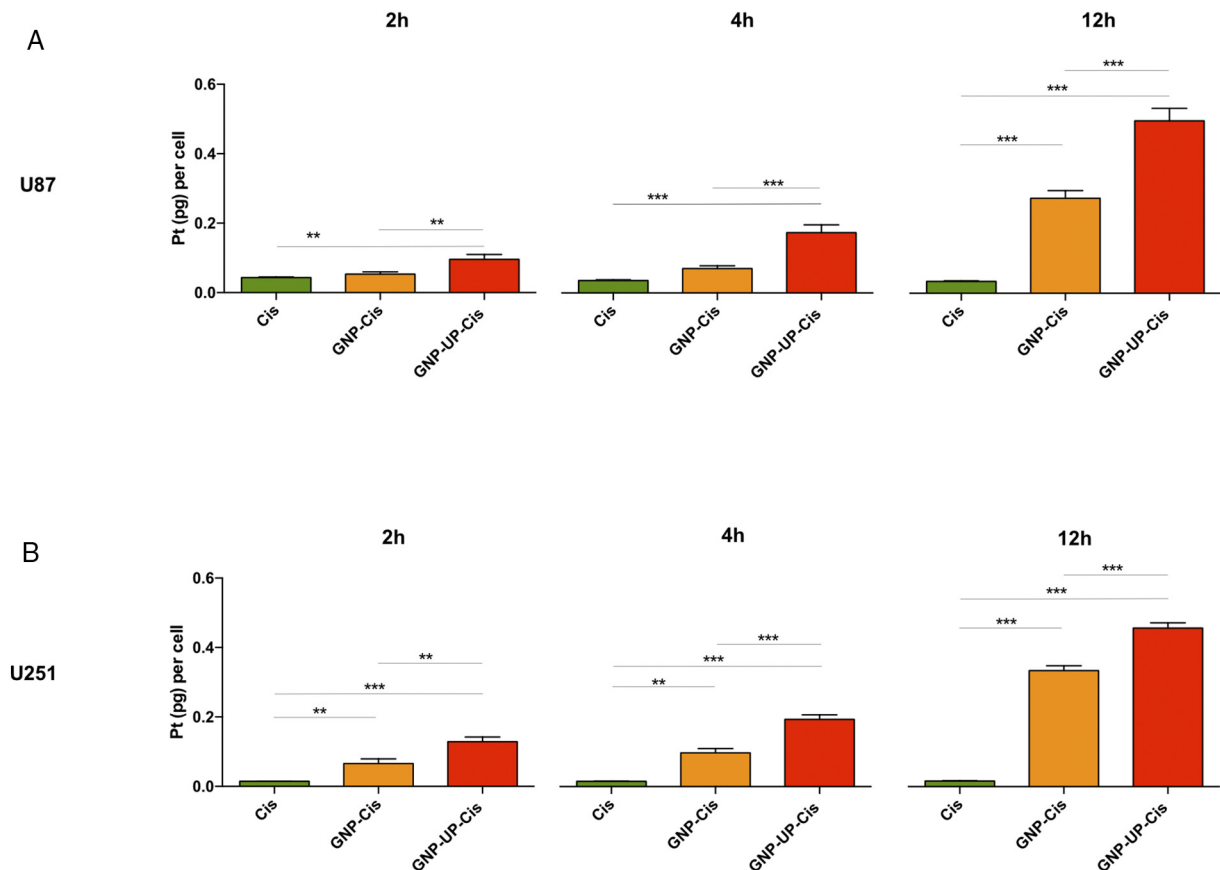 A
2h
4h
12h
U87
Pt (pg) per cell
0.6
0.4
0.2
0.0
**
**
***
***
***
***
***
Cis
GNP-Cis
GNP-UP-Cis
Cis
GNP-Cis
GNP-UP-Cis
Cis
GNP-Cis
GNP-UP-Cis
B
2h
4h
12h
U251
Pt (pg) per cell
0.6
0.4
0.2
0.0
**
***
**
***
***
**
***
***
***
Cis
GNP-Cis
GNP-UP-Cis
Cis
GNP-Cis
GNP-UP-Cis
Cis
GNP-Cis
GNP-UP-Cis